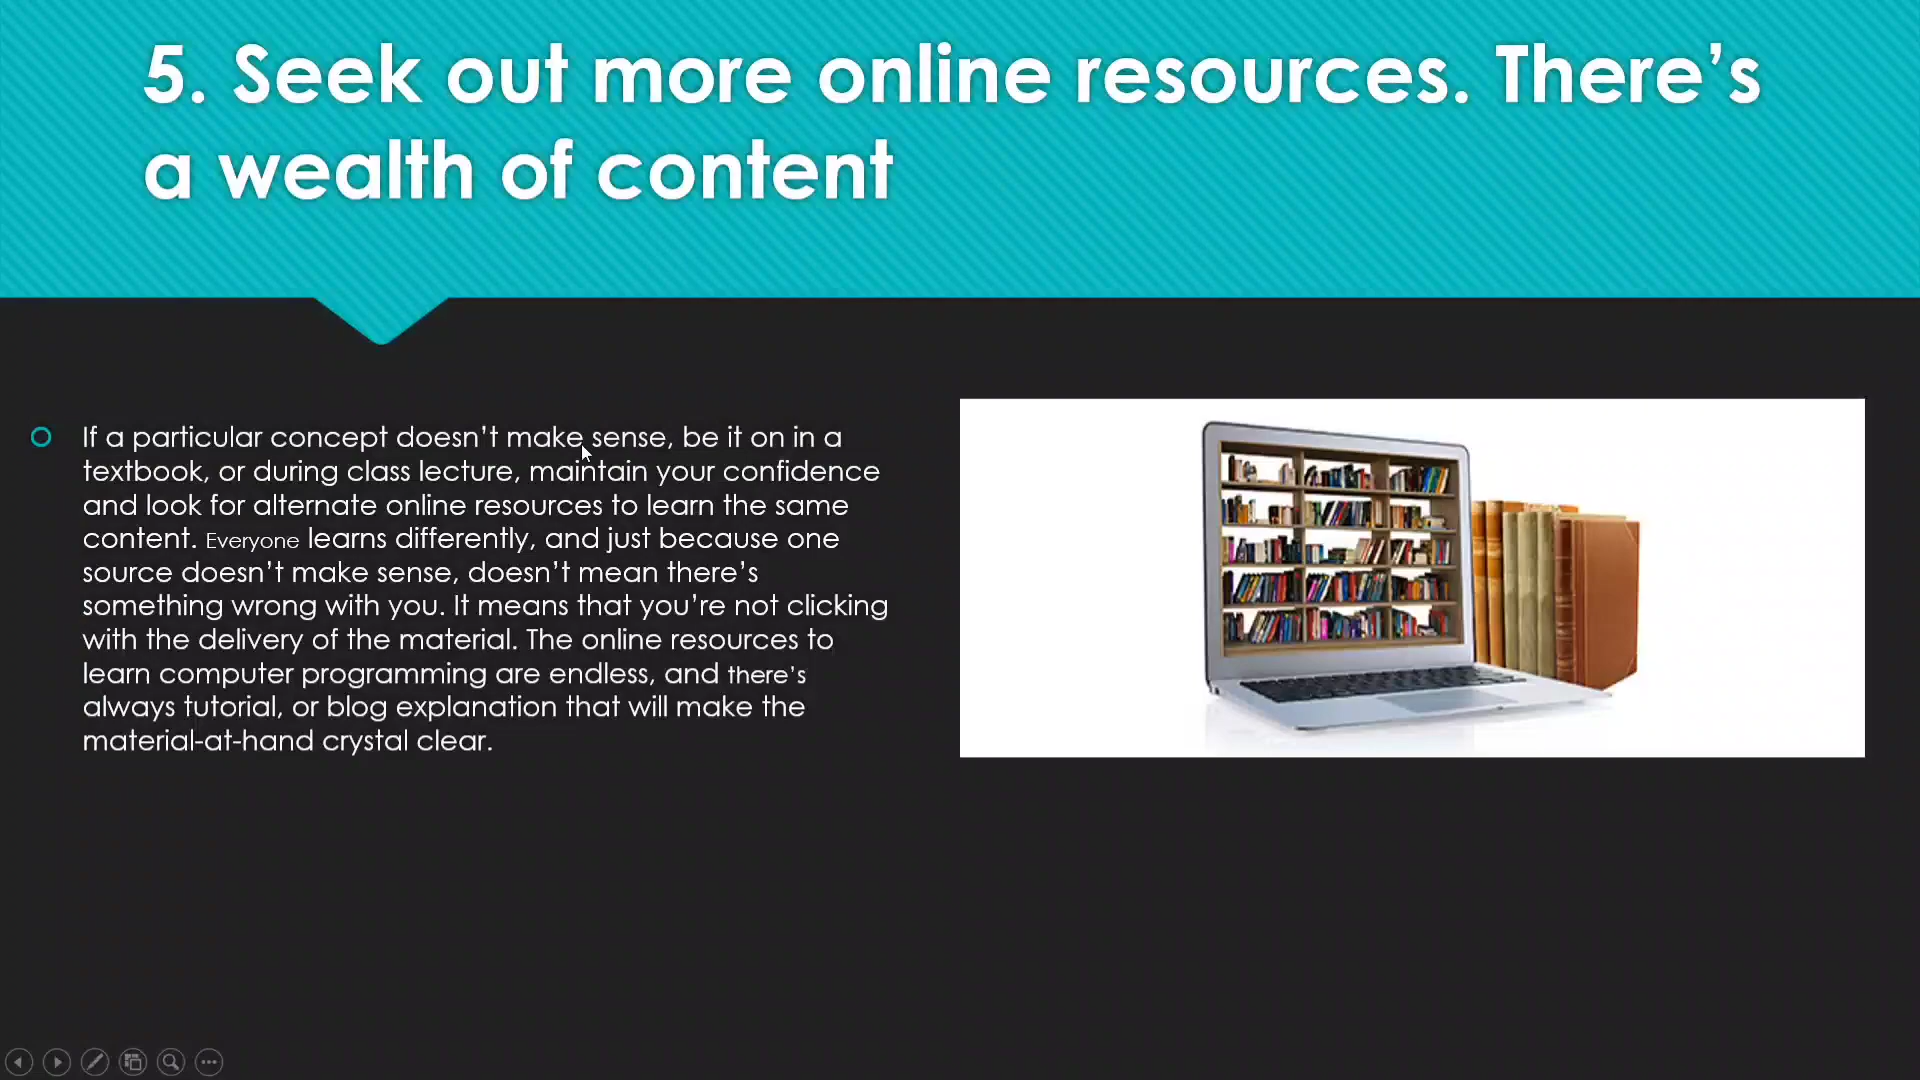 5. Seek out more online resources. There’s
a wealth of content
If a particular concept doesn’t make sense, be it on in a
textbook, or during class lecture, maintain your confidence
and look for alternate online resources to learn the same
content. Everyone learns differently, and just because one
source doesn’t make sense, doesn’t mean there’s
something wrong with you. It means that you’re not clicking
with the delivery of the material. The online resources to
learn computer programming are endless, and there’s
always tutorial, or blog explanation that will make the
material-at-hand crystal clear.